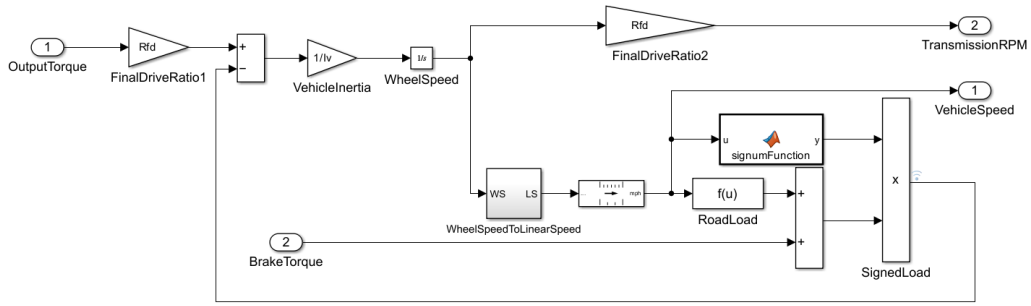 1
OutputTorque
Rfd
FinalDriveRatio1
+
−
1/Iv
VehicleInertia
1/s
WheelSpeed
Rfd
FinalDriveRatio2
2
TransmissionRPM
1
VehicleSpeed
u
y
signumFunction
WS
LS
WheelSpeedToLinearSpeed
mph
f(u)
RoadLoad
+
+
x
SignedLoad
2
BrakeTorque